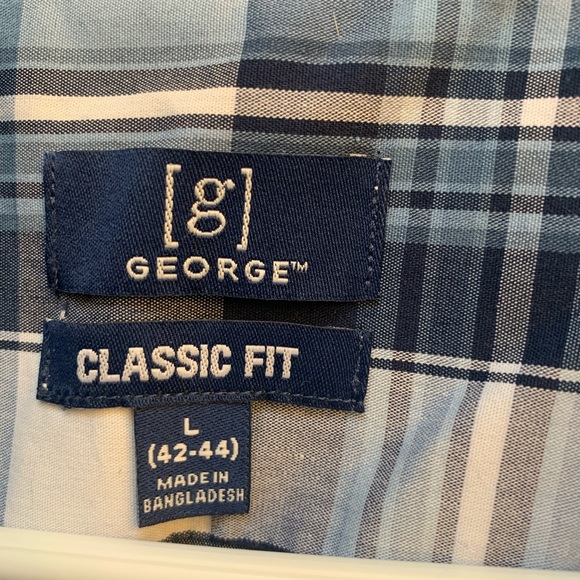 [g]
GEORGE™
CLASSIC FIT
L
(42-44)
MADE IN
BANGLADESH